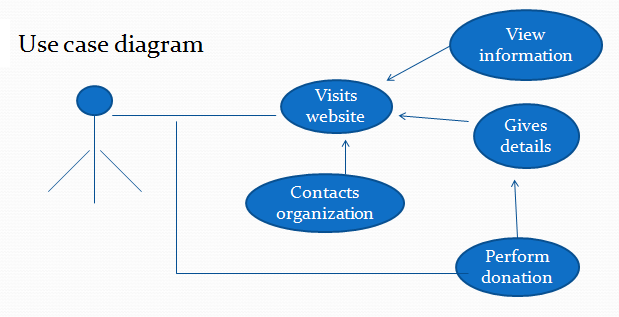 Use case diagram
View
information
Visits
website
Gives
details
Contacts
organization
Perform
donation